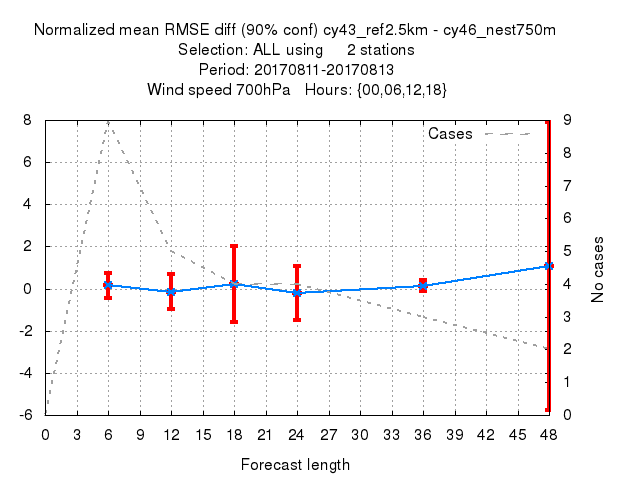 Normalized mean RMSE diff (90% conf) cy43_ref2.5km - cy46_nest750m
Selection: ALL using 2 stations
Period: 20170811-20170813
Wind speed 700hPa Hours: {00,06,12,18}
Cases
8
6
4
2
0
-2
-4
-6
9
8
7
6
5
4
3
2
1
0
No cases
0 3 6 9 12 15 18 21 24 27 30 33 36 39 42 45 48
Forecast length